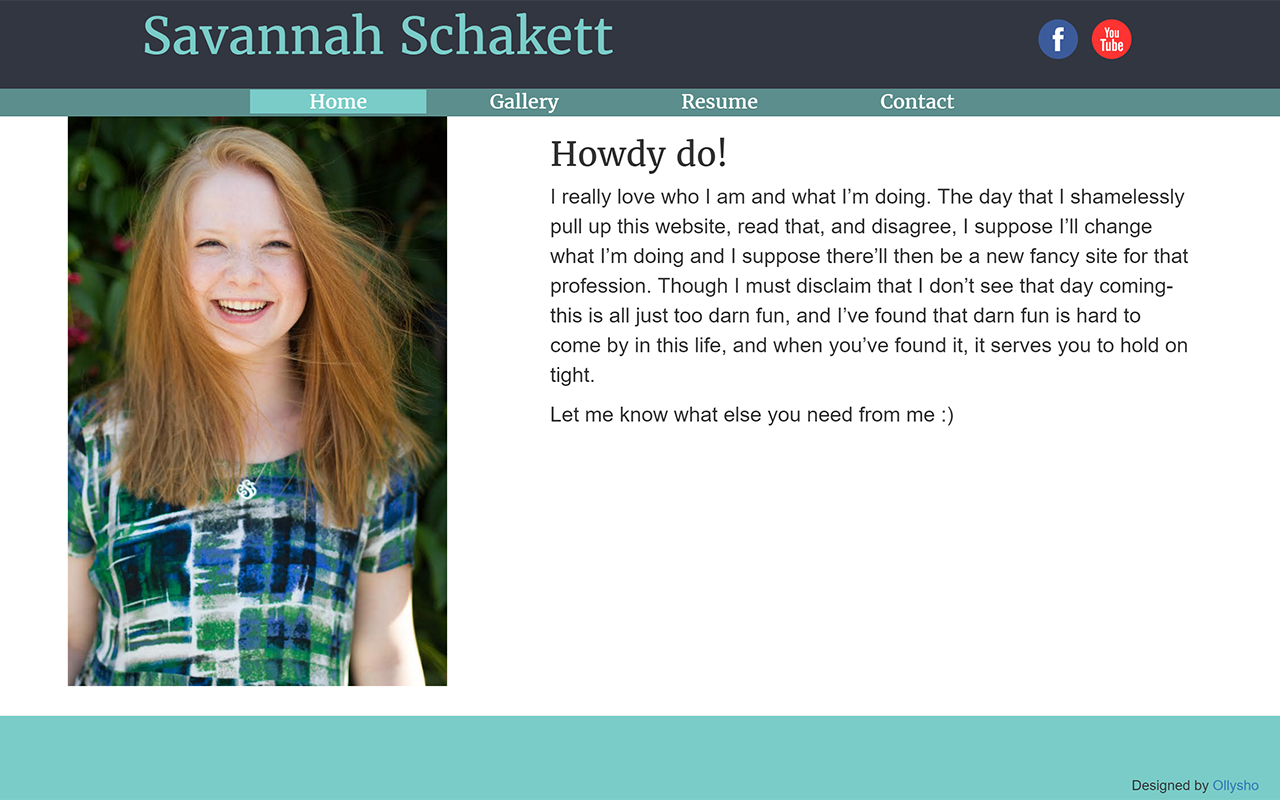 Savannah Schakett
f
You
Tube
Home Gallery Resume Contact
Howdy do!
I really love who I am and what I’m doing. The day that I shamelessly
pull up this website, read that, and disagree, I suppose I’ll change
what I’m doing and I suppose there’ll then be a new fancy site for that
profession. Though I must disclaim that I don’t see that day coming-
this is all just too darn fun, and I’ve found that darn fun is hard to
come by in this life, and when you’ve found it, it serves you to hold on
tight.
Let me know what else you need from me :)
Designed by Ollysho